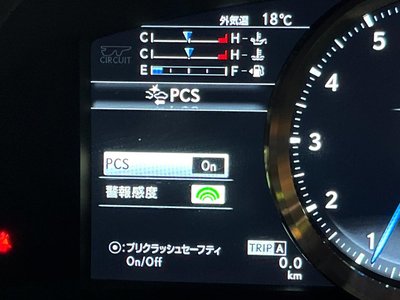 外気温 18℃
C H
CIRCUIT
C H
E F
PCS
PCS On
警報感度
⦿:プリクラッシュセーフティ
On/Off
TRIP A
0.0
km
5
4
3
2
1